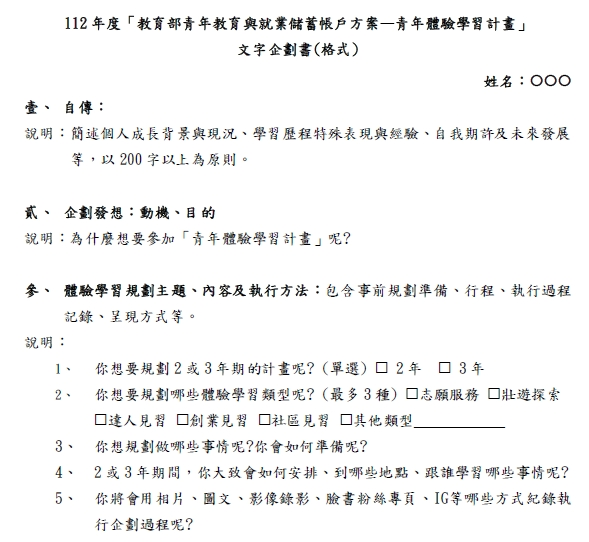 112年度「教育部青年教育與就業儲蓄帳戶方案—青年體驗學習計畫」
文字企劃書(格式)
姓名：○○○
壹、 自傳：
說明：簡述個人成長背景與現況、學習歷程特殊表現與經驗、自我期許及未來發展
等，以 200 字以上為原則。
貳、 企劃發想：動機、目的
說明：為什麼想要參加「青年體驗學習計畫」呢?
參、 體驗學習規劃主題、內容及執行方法：包含事前規劃準備、行程、執行過程
記錄、呈現方式等。
說明：
1、 你想要規劃 2 或 3 年期的計畫呢?（單選）□ 2 年 □ 3 年
2、 你想要規劃哪些體驗學習類型呢?（最多 3 種）□志願服務 □壯遊探索
□達人見習 □創業見習 □社區見習 □其他類型____________
3、 你想規劃做哪些事情呢?你會如何準備呢?
4、 2 或 3 年期間，你大致會如何安排、到哪些地點、跟誰學習哪些事情呢?
5、 你將會用相片、圖文、影像錄影、臉書粉絲專頁、IG等哪些方式紀錄執
行企劃過程呢?